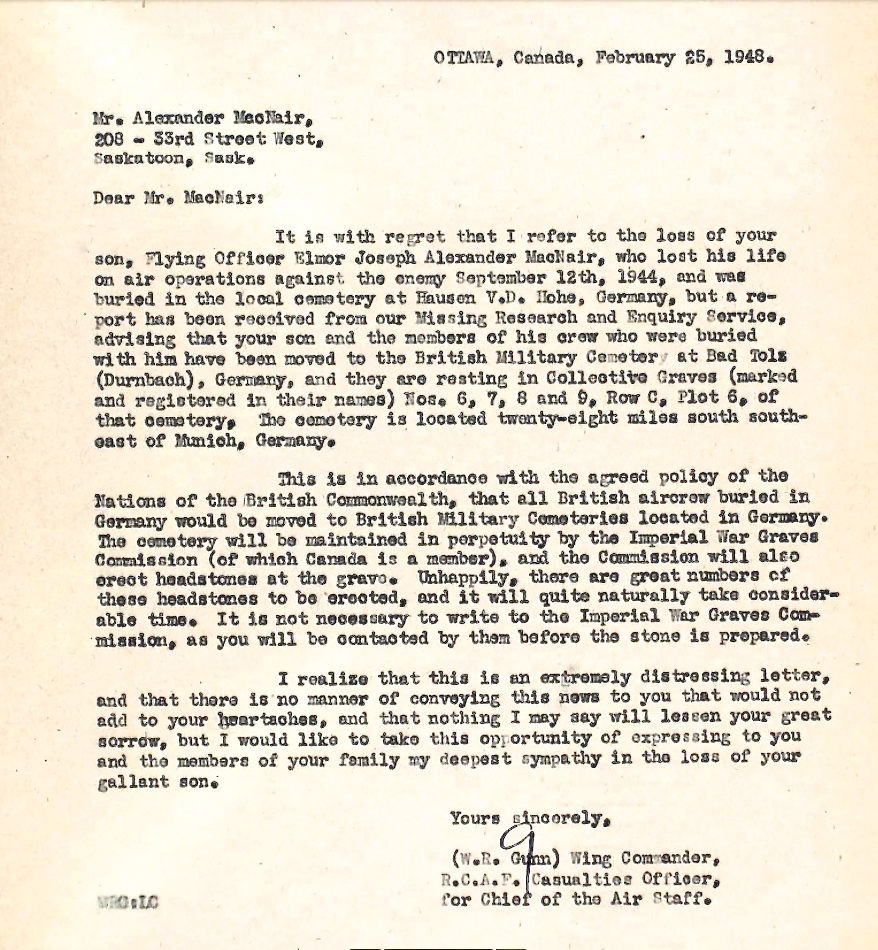 OTTAWA, Canada, February 25, 1948.
Mr. Alexander MacNair,
208 - 33rd Street West,
Saskatoon, Sask.
Dear Mr. MacNair:
It is with regret that I refer to the loss of your
son, Flying Officer Elmor Joseph Alexander MacNair, who lost his life
on air operations against the enemy September 12th, 1944, and was
buried in the local cemetery at Hausen V.D. Hohe, Germany, but a re-
port has been received from our Missing Research and Enquiry Service,
advising that your son and the members of his crew who were buried
with him have been moved to the British Military Cemetery at Bad Tolz
(Durnbach), Germany, and they are resting in Collective Graves (marked
and registered in their names) Nos. 6, 7, 8 and 9, Row C, Plot 6, of
that cemetery. The cemetery is located twenty-eight miles south south-
east of Munich, Germany.
This is in accordance with the agreed policy of the
Nations of the British Commonwealth, that all British aircrew buried in
Germany would be moved to British Military Cemeteries located in Germany.
The cemetery will be maintained in perpetuity by the Imperial War Graves
Commission (of which Canada is a member), and the Commission will also
erect headstones at the grave. Unhappily, there are great numbers of
these headstones to be erected, and it will quite naturally take consider-
able time. It is not necessary to write to the Imperial War Graves Com-
mission, as you will be contacted by them before the stone is prepared.
I realize that this is an extremely distressing letter,
and that there is no manner of conveying this news to you that would not
add to your heartaches, and that nothing I may say will lessen your great
sorrow, but I would like to take this opportunity of expressing to you
and the members of your family my deepest sympathy in the loss of your
gallant son.
Yours sincerely,
(W.R. Gunn) Wing Commander,
R.C.A.F. Casualties Officer,
for Chief of the Air Staff.